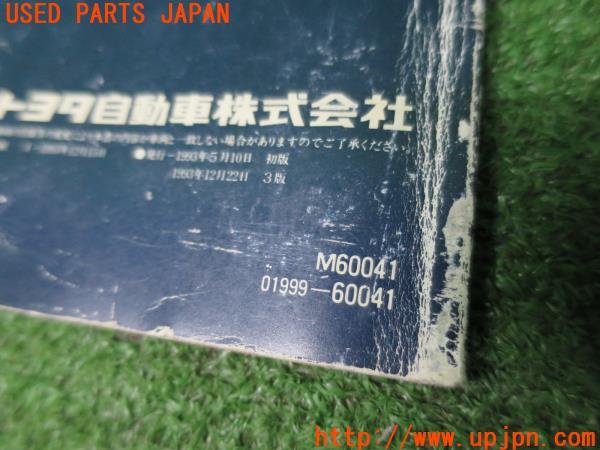 USED PARTS JAPAN
トヨタ自動車株式会社
一致しない場合がありますのでご了承ください。
●発行－1993年5月10日 初版
1993年12月22日 3版
M60041
01999－60041
http://www.upjpn.com/